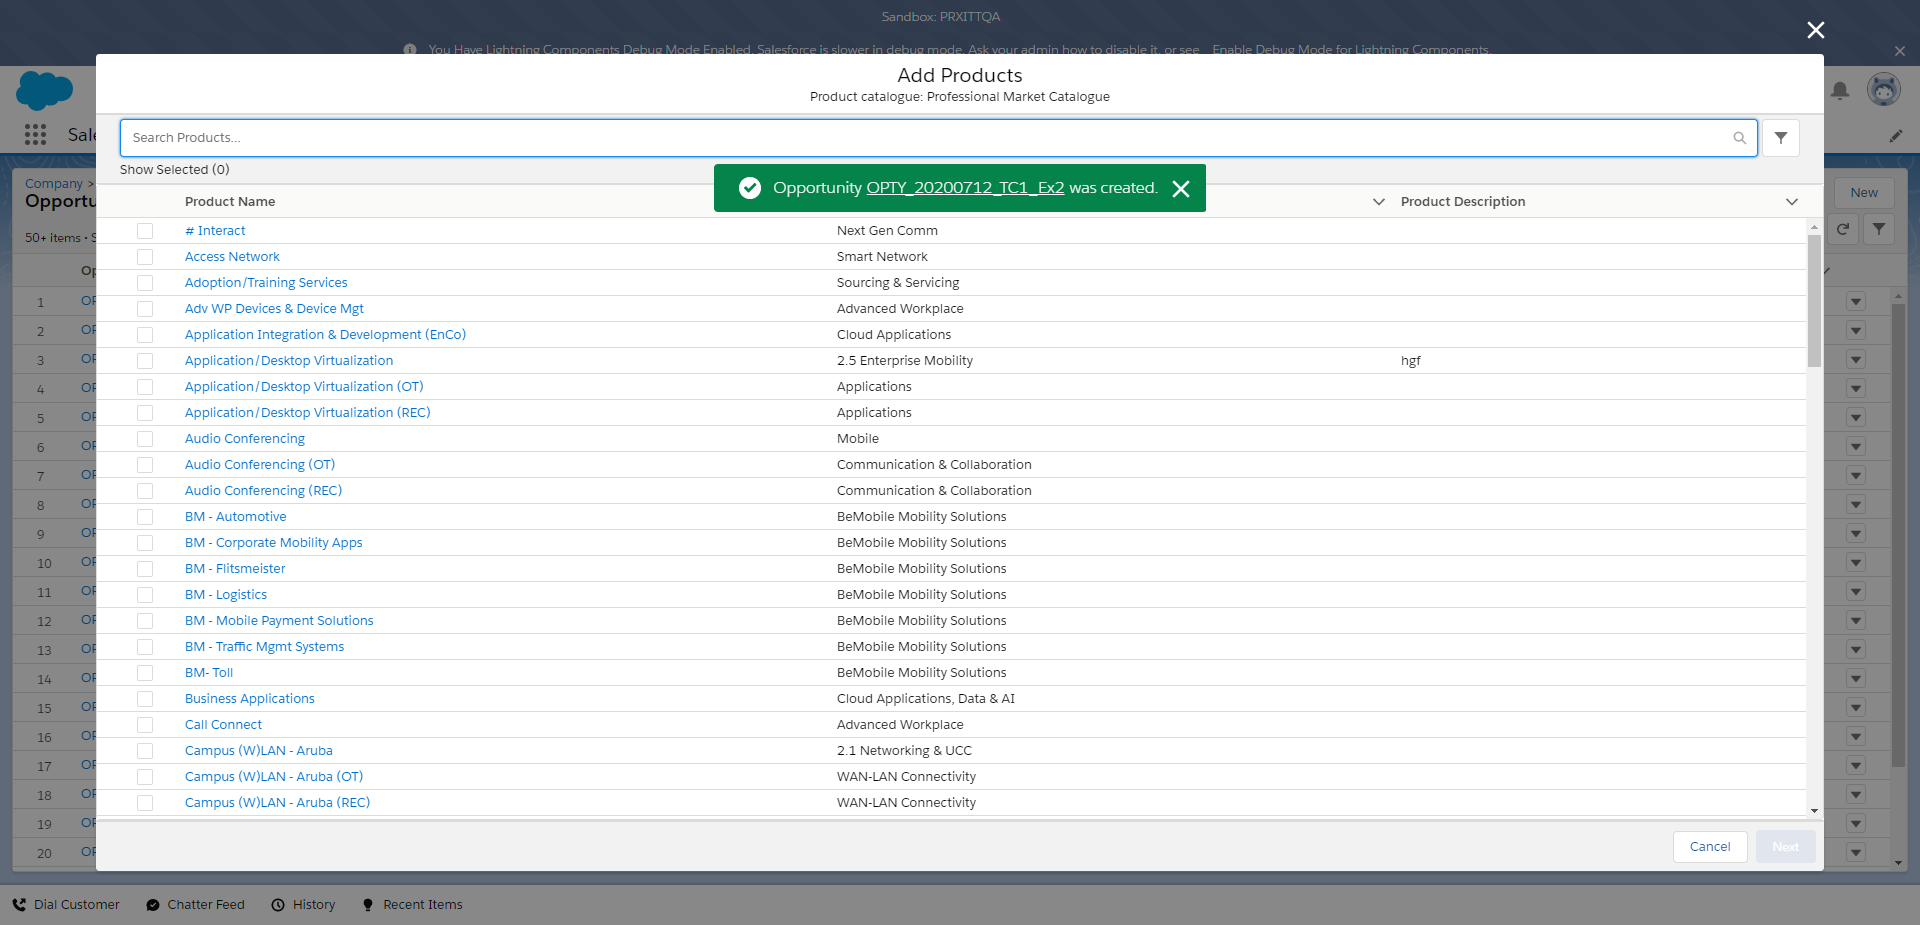 Sandbox: PRXITTQA
You Have Lightning Components Debug Mode Enabled. Salesforce is slower in debug mode. Ask your admin how to disable it, or see Enable Debug Mode for Lightning Components.
Add Products
Product catalogue: Professional Market Catalogue
Search Products...
Show Selected (0)
Opportunity OPTY_20200712_TC1_Ex2 was created.
Product Name
Product Description
# Interact Next Gen Comm
Access Network Smart Network
Adoption/Training Services Sourcing & Servicing
Adv WP Devices & Device Mgt Advanced Workplace
Application Integration & Development (EnCo) Cloud Applications
Application/Desktop Virtualization 2.5 Enterprise Mobility hgf
Application/Desktop Virtualization (OT) Applications
Application/Desktop Virtualization (REC) Applications
Audio Conferencing Mobile
Audio Conferencing (OT) Communication & Collaboration
Audio Conferencing (REC) Communication & Collaboration
BM - Automotive BeMobile Mobility Solutions
BM - Corporate Mobility Apps BeMobile Mobility Solutions
BM - Flitsmeister BeMobile Mobility Solutions
BM - Logistics BeMobile Mobility Solutions
BM - Mobile Payment Solutions BeMobile Mobility Solutions
BM - Traffic Mgmt Systems BeMobile Mobility Solutions
BM- Toll BeMobile Mobility Solutions
Business Applications Cloud Applications, Data & AI
Call Connect Advanced Workplace
Campus (W)LAN - Aruba 2.1 Networking & UCC
Campus (W)LAN - Aruba (OT) WAN-LAN Connectivity
Campus (W)LAN - Aruba (REC) WAN-LAN Connectivity
Cancel
Next
Company >
50+ items •
New
1
2
3
4
5
6
7
8
9
10
11
12
13
14
15
16
17
18
19
20
Dial Customer
Chatter Feed
History
Recent Items